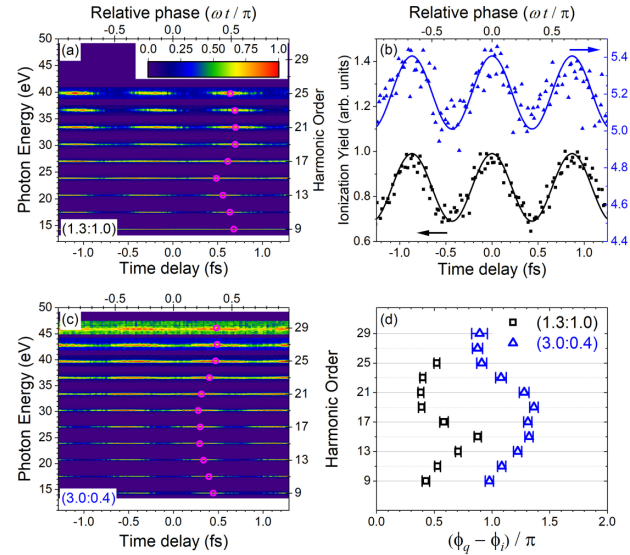 Relative phase (ωt / π)
-0.5 0.0 0.5
(a)
0.0 0.25 0.50 0.75 1.0
50
45
40
35
30
25
20
15
Photon Energy (eV)
29
25
21
17
13
9
Harmonic Order
(1.3:1.0)
-1.0 -0.5 0.0 0.5 1.0
Time delay (fs)
Relative phase (ωt / π)
-0.5 0.0 0.5
(b)
1.4
1.2
1.0
0.8
0.6
Ionization Yield (arb. units)
5.4
5.2
5.0
4.8
4.6
4.4
-1.0 -0.5 0.0 0.5 1.0
Time delay (fs)
-0.5 0.0 0.5
(c)
50
45
40
35
30
25
20
15
Photon Energy (eV)
29
25
21
17
13
9
Harmonic Order
(3.0:0.4)
-1.0 -0.5 0.0 0.5 1.0
Time delay (fs)
(d)
(1.3:1.0)
(3.0:0.4)
29
25
21
17
13
9
Harmonic Order
0.0 0.5 1.0 1.5 2.0
(ϕq − ϕi) / π